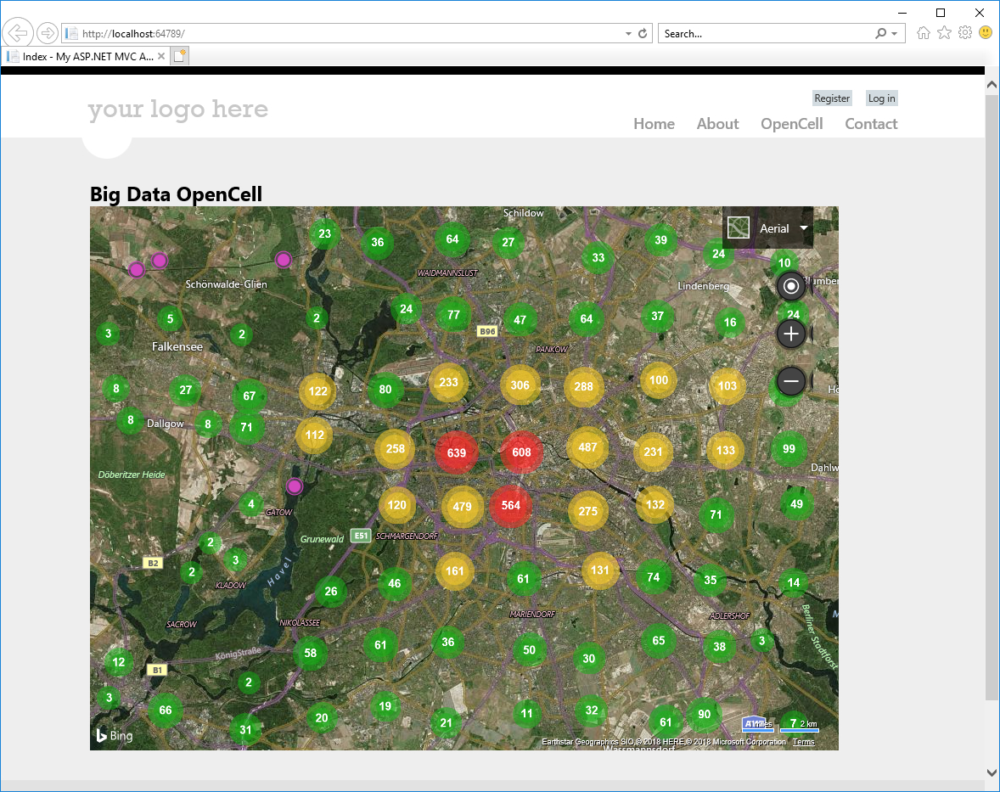 http://localhost:64789/
Search...
Index - My ASP.NET MVC A...
your logo here
Register Log in
Home About OpenCell Contact
Big Data OpenCell
Schildow
Aerial
23 36 64 27 33 39 24 10
WAIDMANNSLUST
Schönwalde-Glien
Lindenberg
Blumber
3 5 2 2 24 77 47 64 37 16 24
B96
Falkensee
PANKOW
8 27 67 122 80 233 306 288 100 103
Ho
8 8 71 112 258 639 608 487 231 133 99
Dallgow
Döberitzer Heide
Dahlw
4 120 479 564 275 132 71 49
GATOW
Grunewald
E51
SCHMARGENDORF
2 3 2
B2
Havel
KLADOW
26 46 161 61 131 74 35 14
SACROW
NIKOLASSEE
MARIENDORF
ADLERSHOF
Berliner Stadtforst
KönigStraße
12 58 61 36 50 30 65 38 3
B1
3 66 2 31 20 19 21 11 32 61 90 7
Bing
1 miles 2 km
Earthstar Geographics SIO, © 2018 HERE, © 2018 Microsoft Corporation Terms
Wassmannsdorf